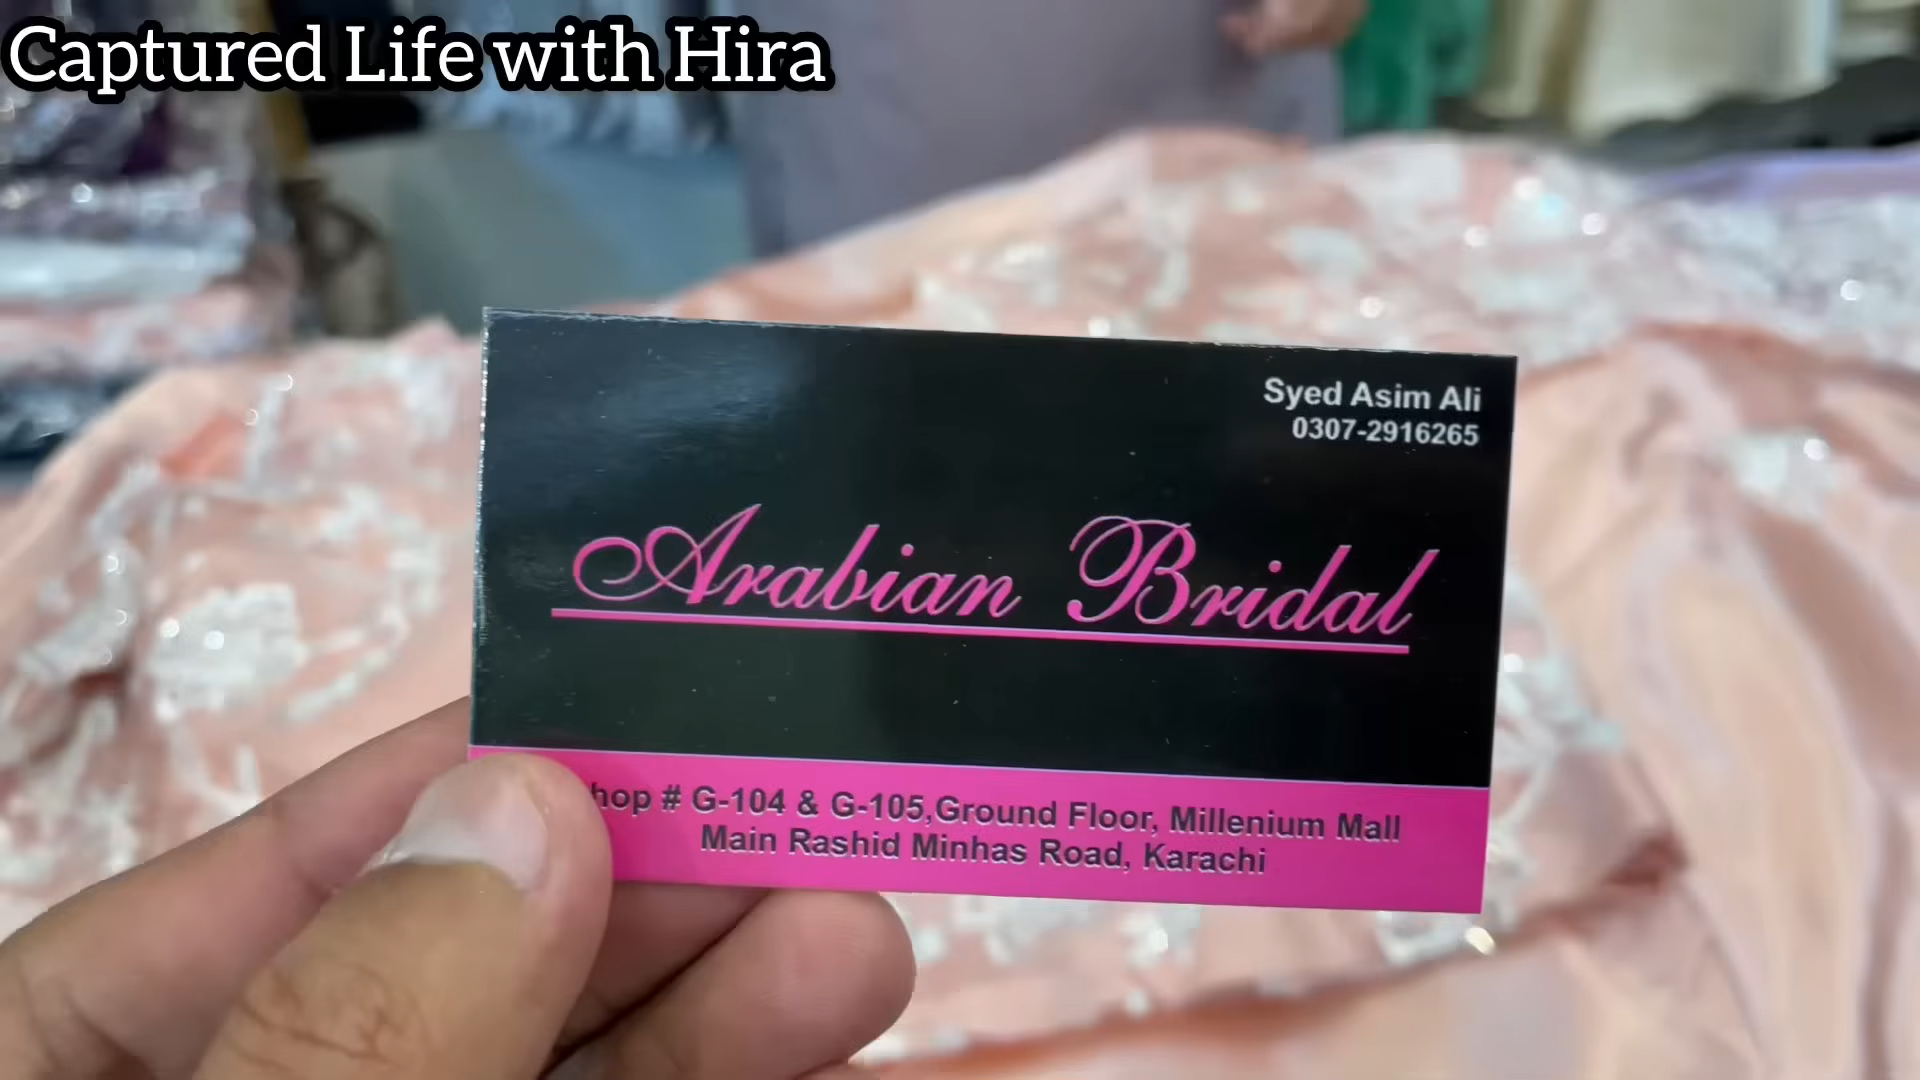 Captured Life with Hira
Syed Asim Ali
0307-2916265
Arabian Bridal
hop # G-104 & G-105,Ground Floor, Millenium Mall
Main Rashid Minhas Road, Karachi